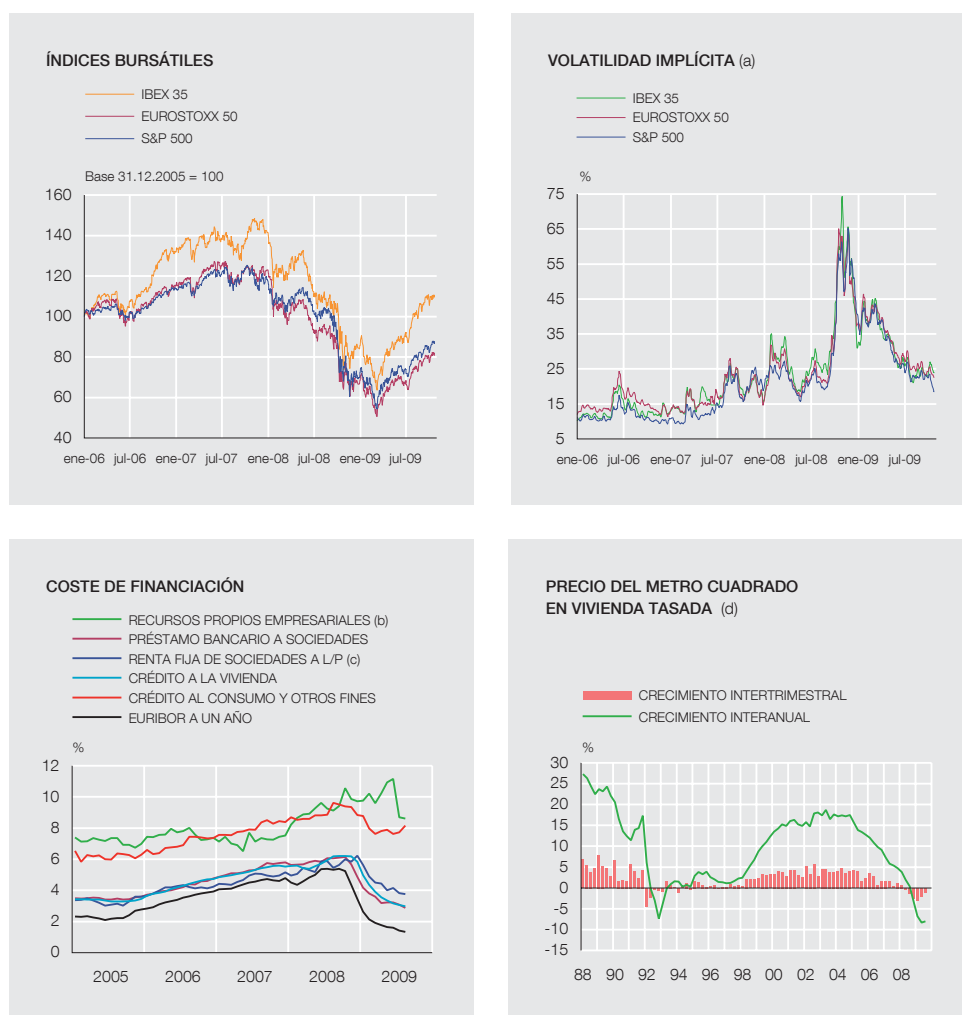 ÍNDICES BURSÁTILES
IBEX 35
EUROSTOXX 50
S&P 500
Base 31.12.2005 = 100
160
140
120
100
80
60
40
ene-06 jul-06 ene-07 jul-07 ene-08 jul-08 ene-09 jul-09
VOLATILIDAD IMPLÍCITA (a)
IBEX 35
EUROSTOXX 50
S&P 500
%
75
65
55
45
35
25
15
5
ene-06 jul-06 ene-07 jul-07 ene-08 jul-08 ene-09 jul-09
COSTE DE FINANCIACIÓN
RECURSOS PROPIOS EMPRESARIALES (b)
PRÉSTAMO BANCARIO A SOCIEDADES
RENTA FIJA DE SOCIEDADES A L/P (c)
CRÉDITO A LA VIVIENDA
CRÉDITO AL CONSUMO Y OTROS FINES
EURIBOR A UN AÑO
%
12
10
8
6
4
2
0
2005 2006 2007 2008 2009
PRECIO DEL METRO CUADRADO
EN VIVIENDA TASADA (d)
CRECIMIENTO INTERTRIMESTRAL
CRECIMIENTO INTERANUAL
%
30
25
20
15
10
5
0
-5
-10
-15
88 90 92 94 96 98 00 02 04 06 08